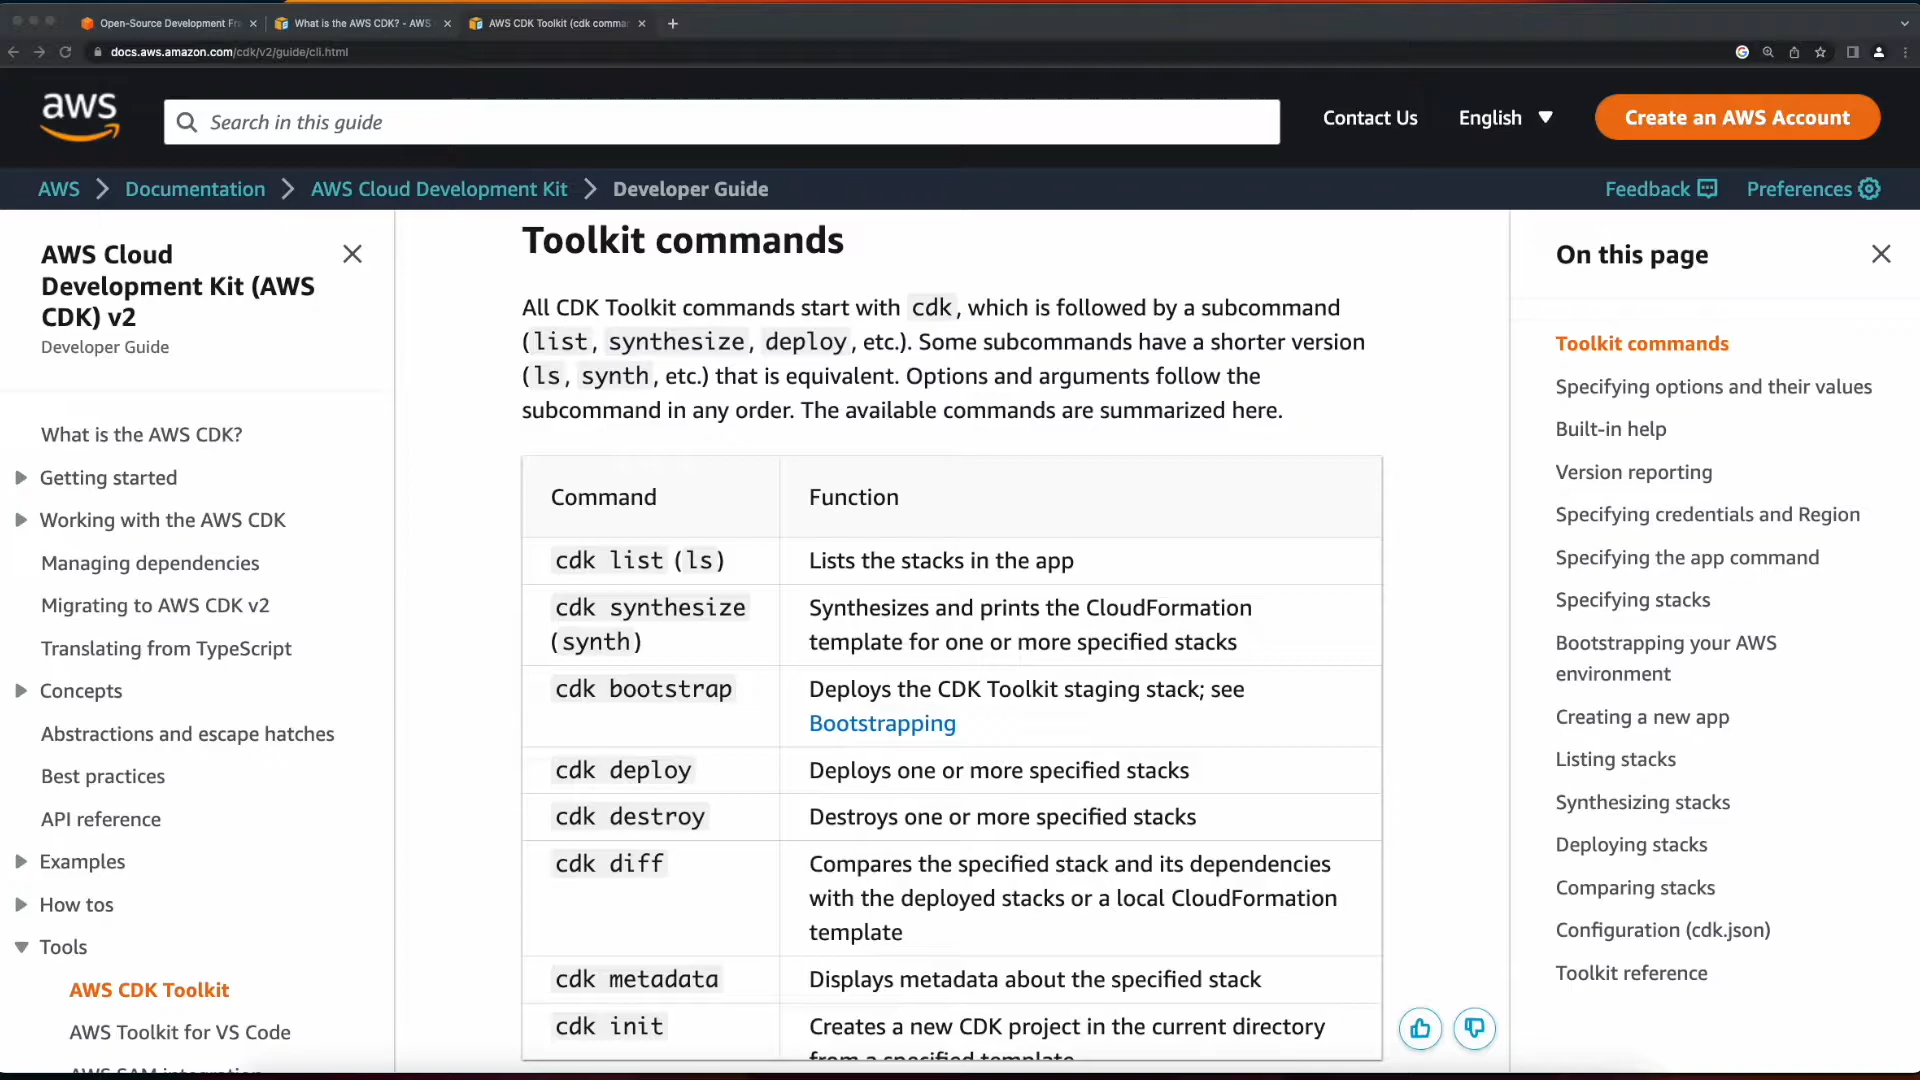 Open-Source Development Fr
What is the AWS CDK? - AWS
AWS CDK Toolkit (cdk comma
docs.aws.amazon.com/cdk/v2/guide/cli.html
aws
Search in this guide
Contact Us
English
Create an AWS Account
AWS
Documentation
AWS Cloud Development Kit
Developer Guide
Feedback
Preferences
AWS Cloud
Development Kit (AWS
CDK) v2
Developer Guide
What is the AWS CDK?
Getting started
Working with the AWS CDK
Managing dependencies
Migrating to AWS CDK v2
Translating from TypeScript
Concepts
Abstractions and escape hatches
Best practices
API reference
Examples
How tos
Tools
AWS CDK Toolkit
AWS Toolkit for VS Code
AWS SAM integration
Toolkit commands
All CDK Toolkit commands start with cdk, which is followed by a subcommand
(list, synthesize, deploy, etc.). Some subcommands have a shorter version
(ls, synth, etc.) that is equivalent. Options and arguments follow the
subcommand in any order. The available commands are summarized here.
Command
Function
cdk list (ls)
Lists the stacks in the app
cdk synthesize
(synth)
Synthesizes and prints the CloudFormation
template for one or more specified stacks
cdk bootstrap
Deploys the CDK Toolkit staging stack; see
Bootstrapping
cdk deploy
Deploys one or more specified stacks
cdk destroy
Destroys one or more specified stacks
cdk diff
Compares the specified stack and its dependencies
with the deployed stacks or a local CloudFormation
template
cdk metadata
Displays metadata about the specified stack
cdk init
Creates a new CDK project in the current directory
from a specified template
On this page
Toolkit commands
Specifying options and their values
Built-in help
Version reporting
Specifying credentials and Region
Specifying the app command
Specifying stacks
Bootstrapping your AWS
environment
Creating a new app
Listing stacks
Synthesizing stacks
Deploying stacks
Comparing stacks
Configuration (cdk.json)
Toolkit reference